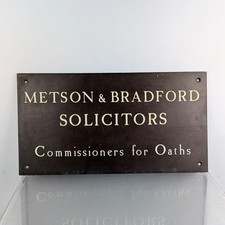 METSON & BRADFORD
SOLICITORS
Commissioners for Oaths